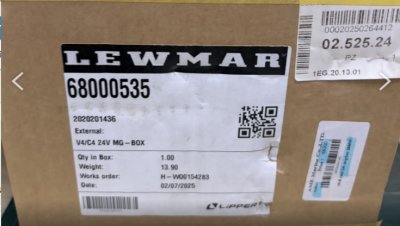 LEWMAR
68000535
2020201436
External:
V4/C4 24V MG-BOX
Qty in Box: 1.00
Weight: 13.90
Works order: H-W00154283
Date: 02/07/2025
LIPPERT
00020250264412
02.525.24
PZ 1
1EG.20.13.01